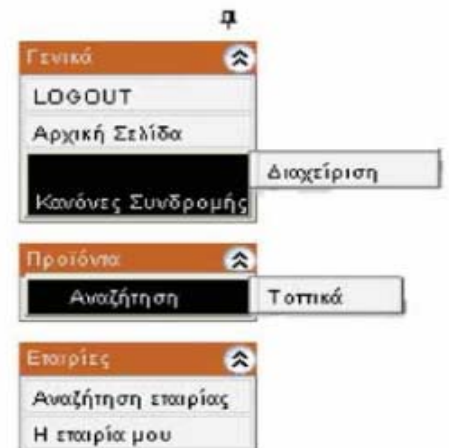 Γενικά
LOGOUT
Αρχική Σελίδα
Διαχείριση
Κανόνες Συνδρομής
Προϊόντα
Αναζήτηση Τοπικά
Εταιρίες
Αναζήτηση εταιρίας
Η εταιρία μου